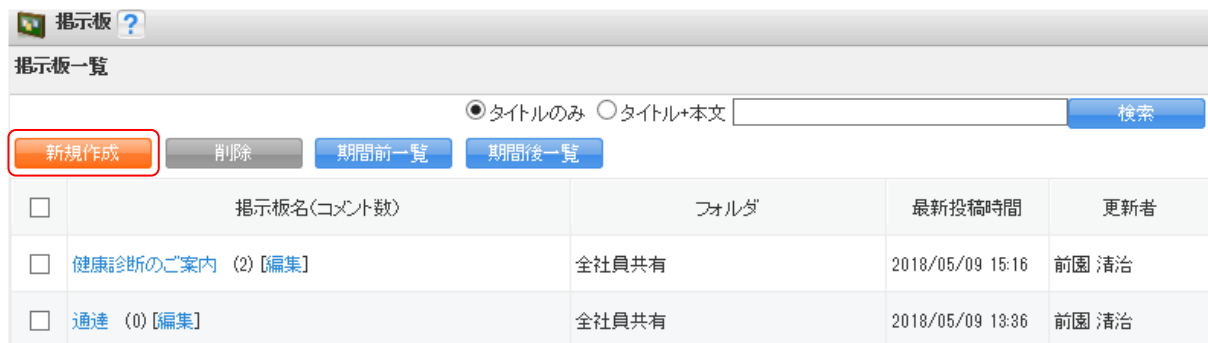 掲示板 ?
掲示板一覧
タイトルのみ タイトル+本文 検索
新規作成 削除 期間前一覧 期間後一覧
掲示板名(コメント数) フォルダ 最新投稿時間 更新者
健康診断のご案内 (2) [編集] 全社員共有 2018/05/09 15:16 前園 清治
通達 (0) [編集] 全社員共有 2018/05/09 13:36 前園 清治